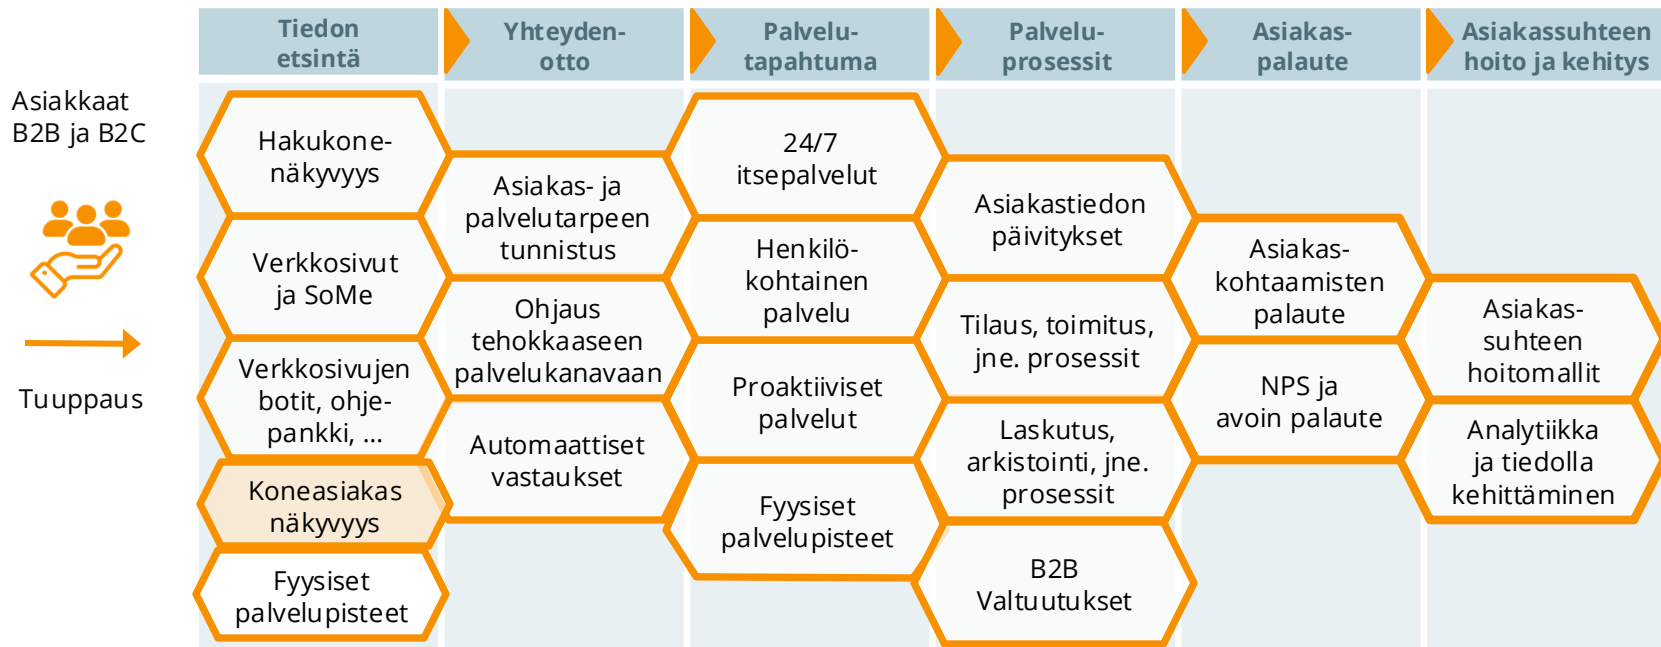 Tiedon
etsintä
Yhteyden-
otto
Palvelu-
tapahtuma
Palvelu-
prosessit
Asiakas-
palaute
Asiakassuhteen
hoito ja kehitys
Asiakkaat
B2B ja B2C
Tuuppaus
Hakukone-
näkyvyys
Verkkosivut
ja SoMe
Verkkosivujen
botit, ohje-
pankki, ...
Koneasiakas
näkyvyys
Fyysiset
palvelupisteet
Asiakas- ja
palvelutarpeen
tunnistus
Ohjaus
tehokkaaseen
palvelukanavaan
Automaattiset
vastaukset
24/7
itsepalvelut
Henkilö-
kohtainen
palvelu
Proaktiiviset
palvelut
Fyysiset
palvelupisteet
Asiakastiedon
päivitykset
Tilaus, toimitus,
jne. prosessit
Laskutus,
arkistointi, jne.
prosessit
B2B
Valtuutukset
Asiakas-
kohtaamisten
palaute
NPS ja
avoin palaute
Asiakas-
suhteen
hoitomallit
Analytiikka
ja tiedolla
kehittäminen